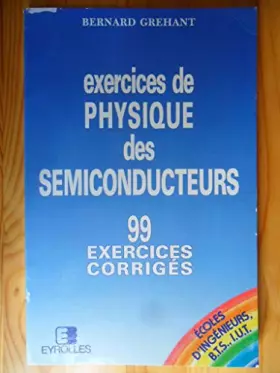 BERNARD GREHANT
exercices de
PHYSIQUE
des
SEMICONDUCTEURS
99
EXERCICES
CORRIGÉS
ÉCOLES
D'INGÉNIEURS,
B.T.S., I.U.T.
EYROLLES